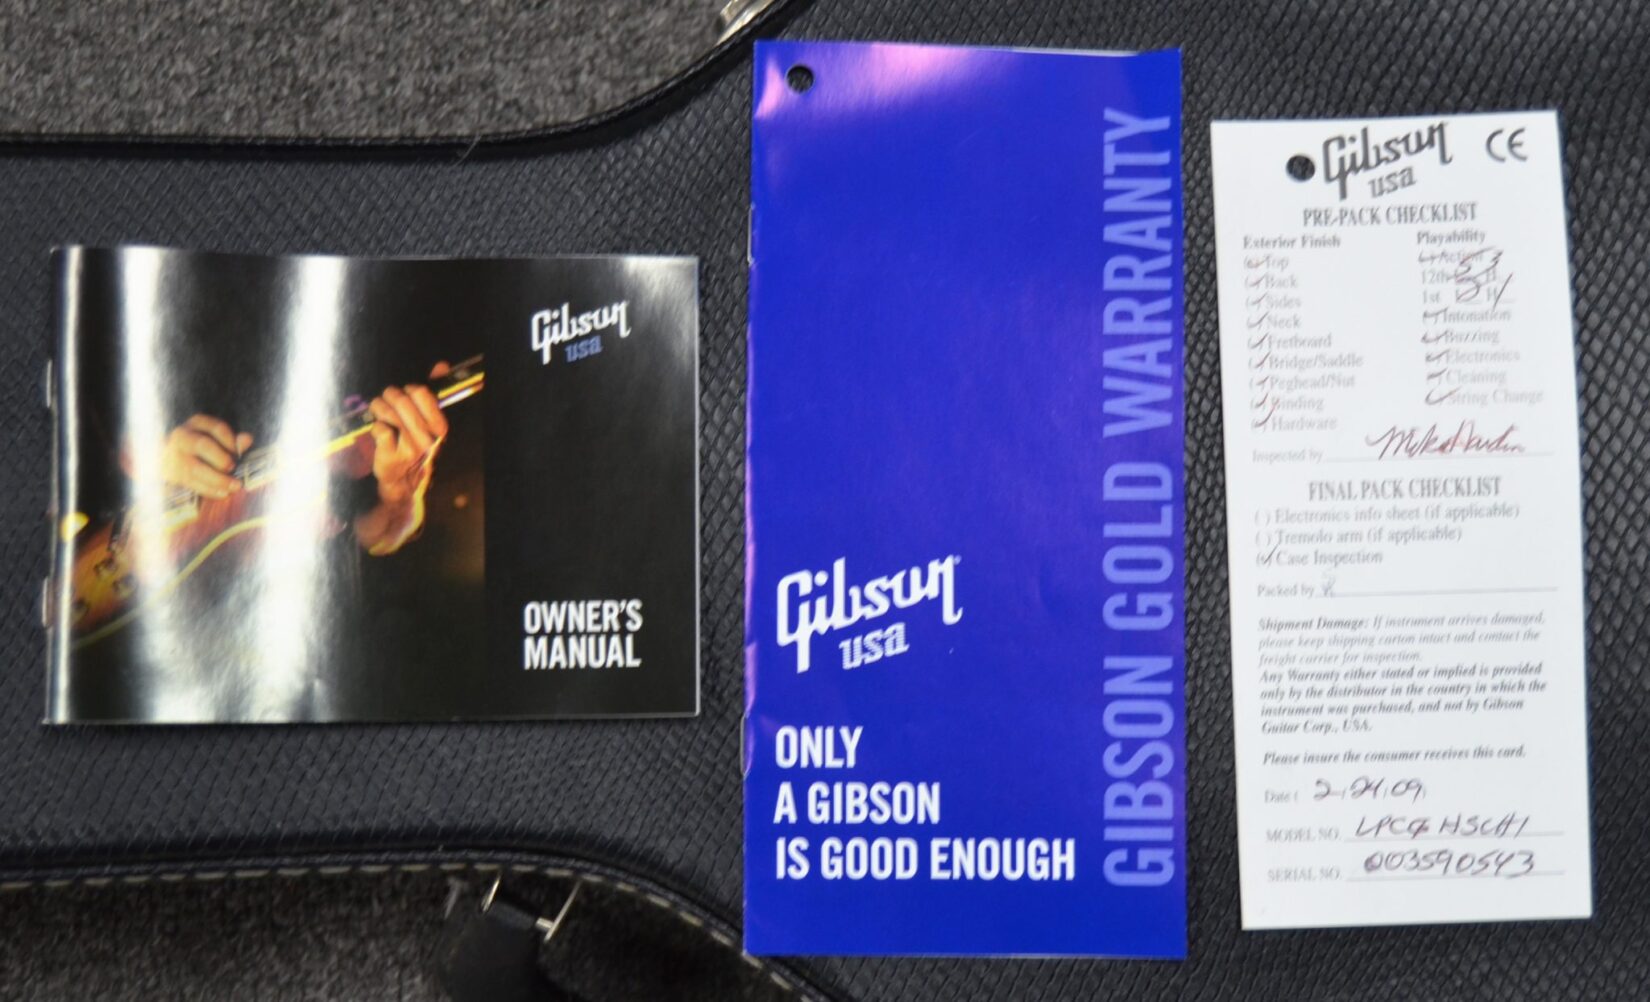 Gibson
usa
OWNER'S
MANUAL
GIBSON GOLD WARRANTY
Gibson
usa
ONLY
A GIBSON
IS GOOD ENOUGH
Gibson CE
usa
PRE-PACK CHECKLIST
Exterior Finish
Top
Back
Sides
Neck
Fretboard
Bridge/Saddle
Peghead/Nut
Binding
Hardware
Playability
Action
12th
1st
Intonation
Buzzing
Electronics
Cleaning
String Change
Inspected by
FINAL PACK CHECKLIST
( ) Electronics info sheet (if applicable)
( ) Tremolo arm (if applicable)
(✓) Case Inspection
Packed by
Shipment Damage: If instrument arrives damaged,
please keep shipping carton intact and contact the
freight carrier for inspection.
Any Warranty either stated or implied is provided
only by the distributor in the country in which the
instrument was purchased, and not by Gibson
Guitar Corp., USA.
Please insure the consumer receives this card.
Date ( 2, 24, 09,
MODEL NO.
SERIAL NO. 003590543